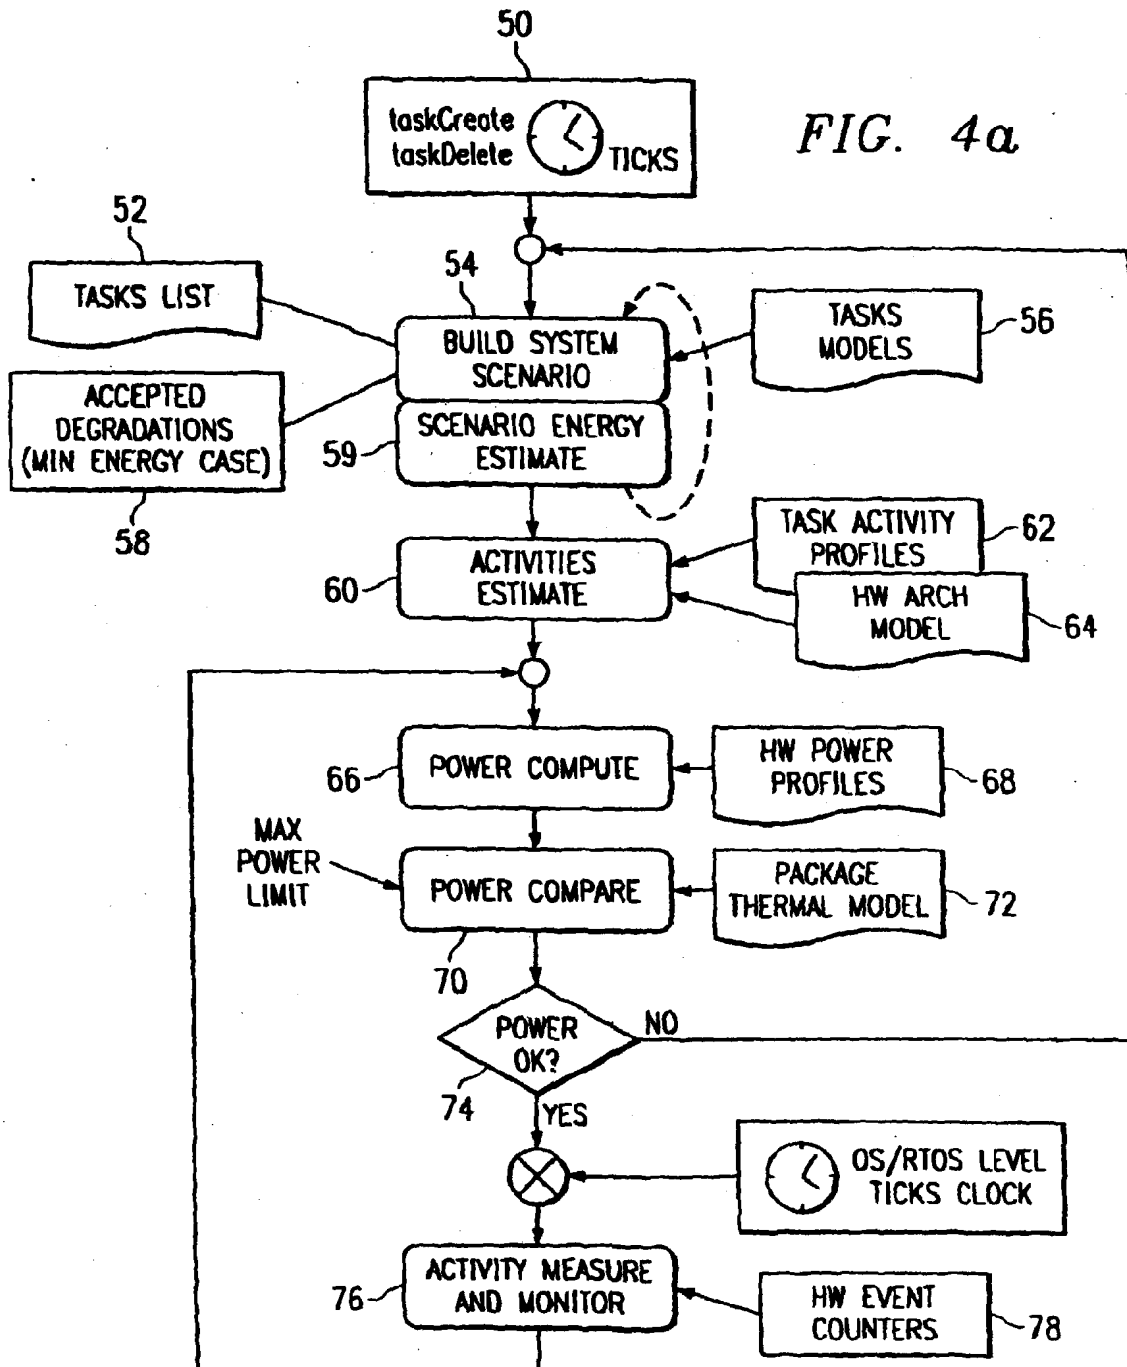 50
taskCreate
taskDelete
TICKS
FIG. 4a
52
TASKS LIST
54
BUILD SYSTEM
SCENARIO
TASKS
MODELS
56
ACCEPTED
DEGRADATIONS
(MIN ENERGY CASE)
58
SCENARIO ENERGY
ESTIMATE
59
ACTIVITIES
ESTIMATE
60
TASK ACTIVITY
PROFILES
62
HW ARCH
MODEL
64
POWER COMPUTE
66
HW POWER
PROFILES
68
MAX
POWER
LIMIT
POWER COMPARE
70
PACKAGE
THERMAL MODEL
72
POWER
OK?
74
NO
YES
OS/RTOS LEVEL
TICKS CLOCK
ACTIVITY MEASURE
AND MONITOR
76
HW EVENT
COUNTERS
78